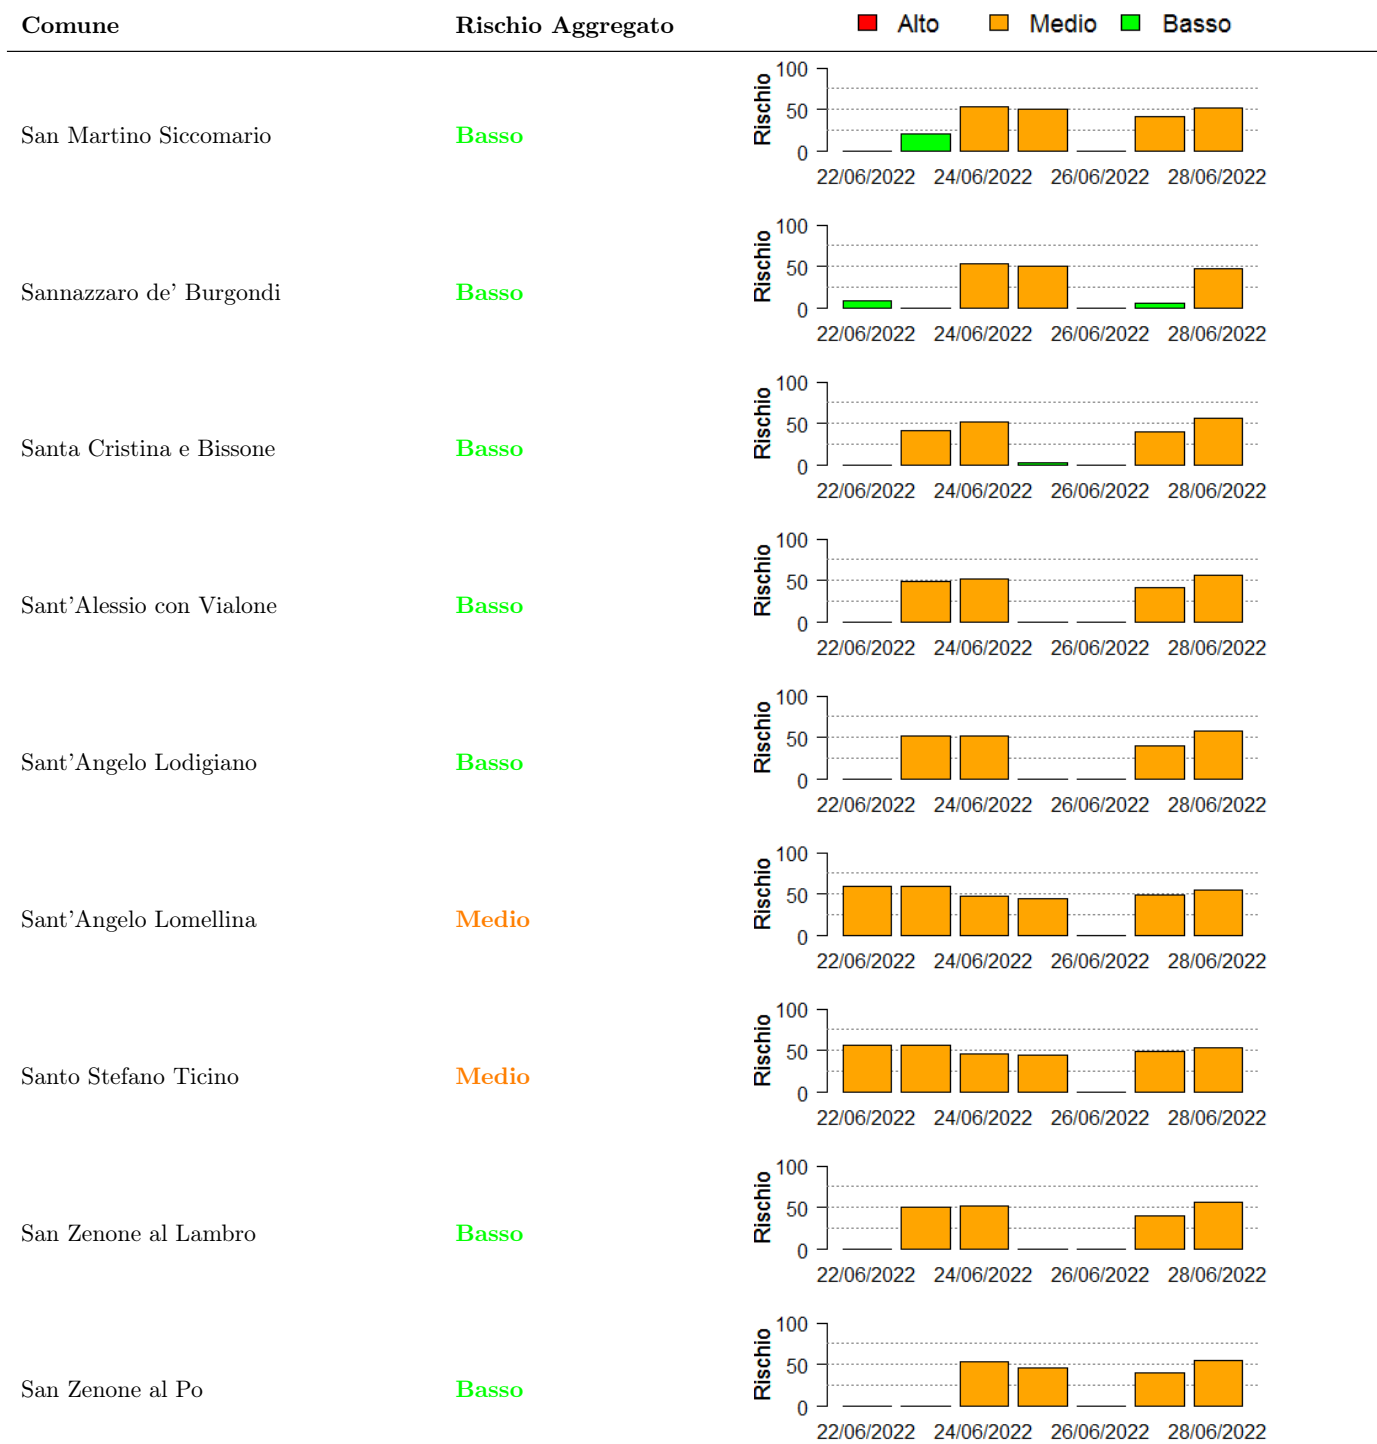 Comune Rischio Aggregato Alto Medio Basso
San Martino Siccomario Basso Rischio 100 50 0
22/06/2022 24/06/2022 26/06/2022 28/06/2022
Sannazzaro de' Burgondi Basso Rischio 100 50 0
22/06/2022 24/06/2022 26/06/2022 28/06/2022
Santa Cristina e Bissone Basso Rischio 100 50 0
22/06/2022 24/06/2022 26/06/2022 28/06/2022
Sant'Alessio con Vialone Basso Rischio 100 50 0
22/06/2022 24/06/2022 26/06/2022 28/06/2022
Sant'Angelo Lodigiano Basso Rischio 100 50 0
22/06/2022 24/06/2022 26/06/2022 28/06/2022
Sant'Angelo Lomellina Medio Rischio 100 50 0
22/06/2022 24/06/2022 26/06/2022 28/06/2022
Santo Stefano Ticino Medio Rischio 100 50 0
22/06/2022 24/06/2022 26/06/2022 28/06/2022
San Zenone al Lambro Basso Rischio 100 50 0
22/06/2022 24/06/2022 26/06/2022 28/06/2022
San Zenone al Po Basso Rischio 100 50 0
22/06/2022 24/06/2022 26/06/2022 28/06/2022